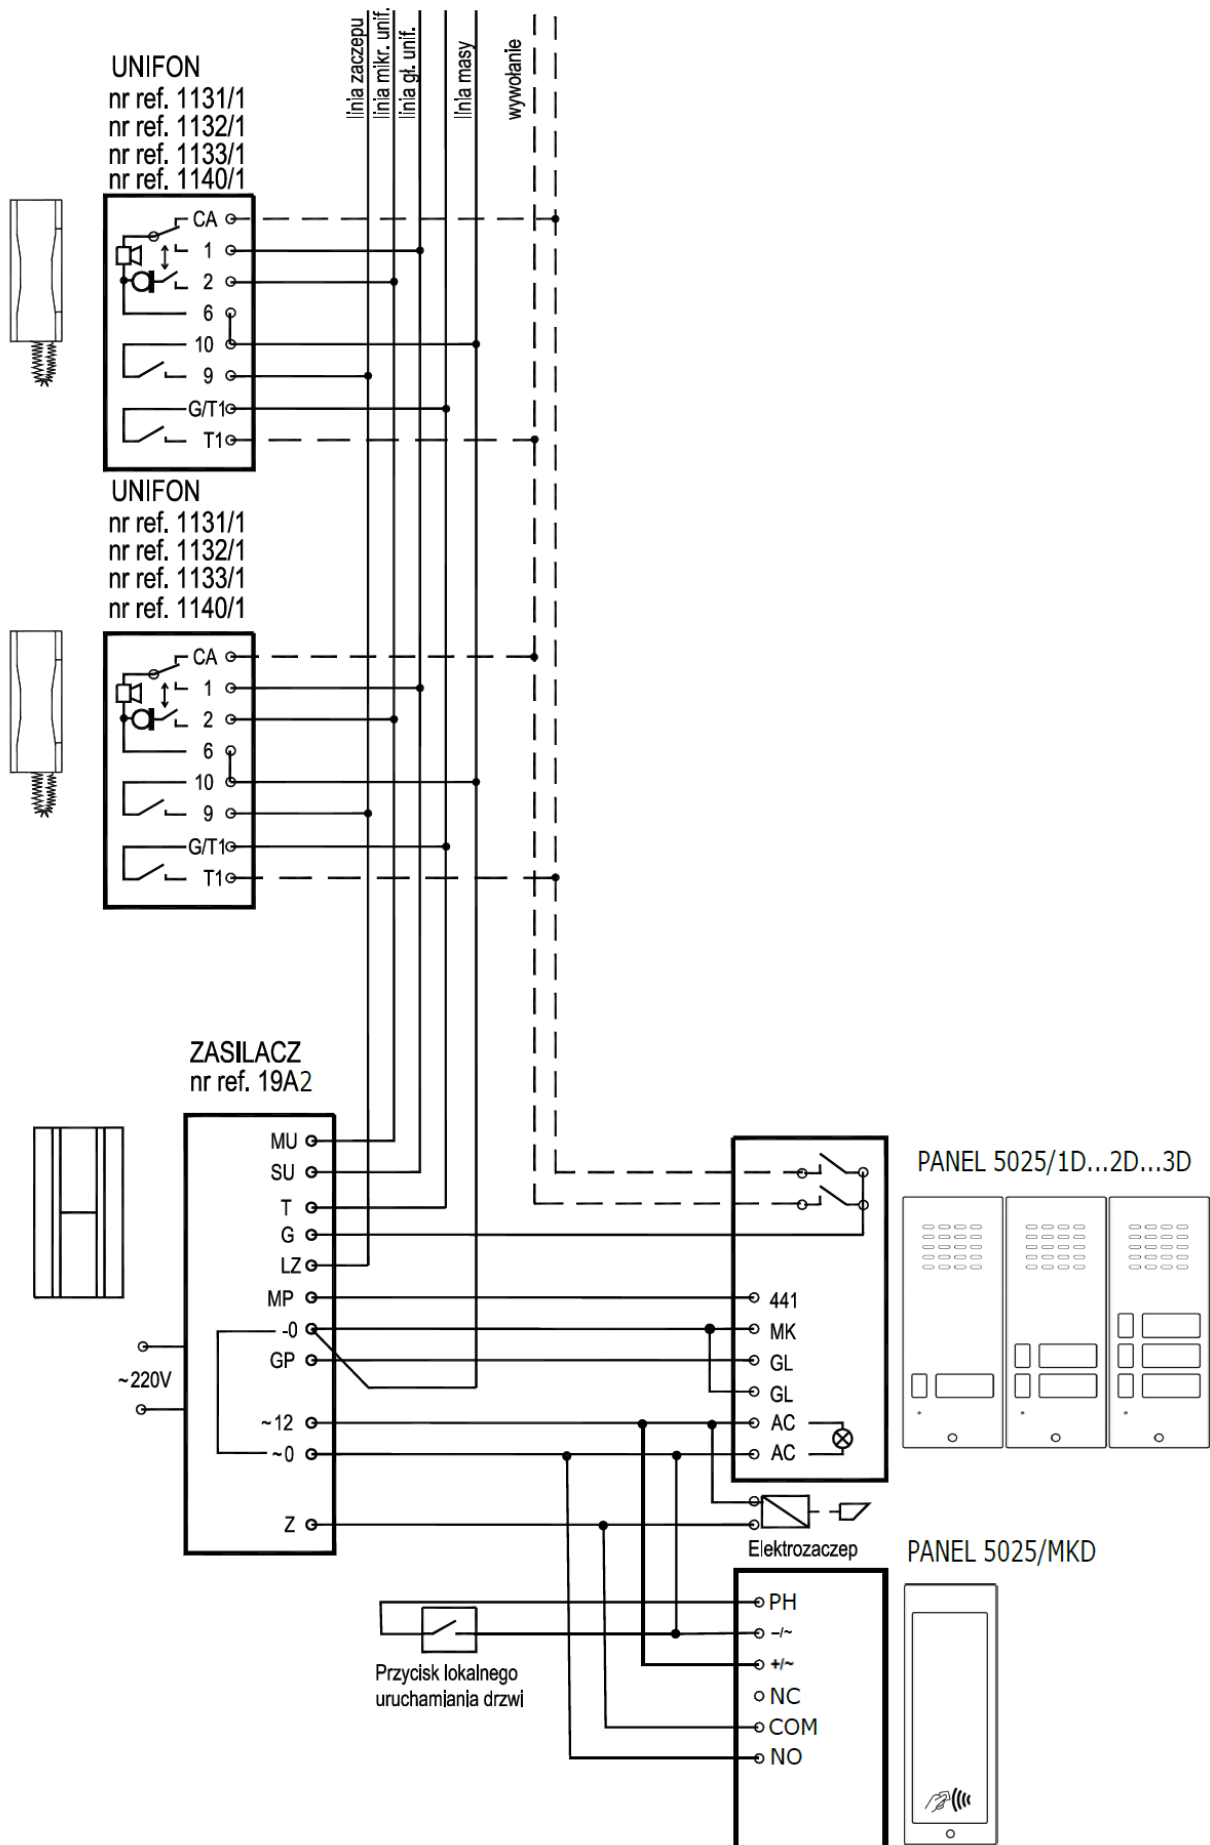 linia zaczepu
linia mikr. unif.
linia gł. unif.
linia masy
wywołanie
UNIFON
nr ref. 1131/1
nr ref. 1132/1
nr ref. 1133/1
nr ref. 1140/1
CA
1
2
6
10
9
G/T1
T1
UNIFON
nr ref. 1131/1
nr ref. 1132/1
nr ref. 1133/1
nr ref. 1140/1
CA
1
2
6
10
9
G/T1
T1
ZASILACZ
nr ref. 19A2
MU
SU
T
G
LZ
MP
-0
GP
~12
~0
Z
~220V
441
MK
GL
GL
AC
AC
PANEL 5025/1D...2D...3D
Elektrozaczep
PANEL 5025/MKD
PH
–/~
+/~
NC
COM
NO
Przycisk lokalnego
uruchamiania drzwi